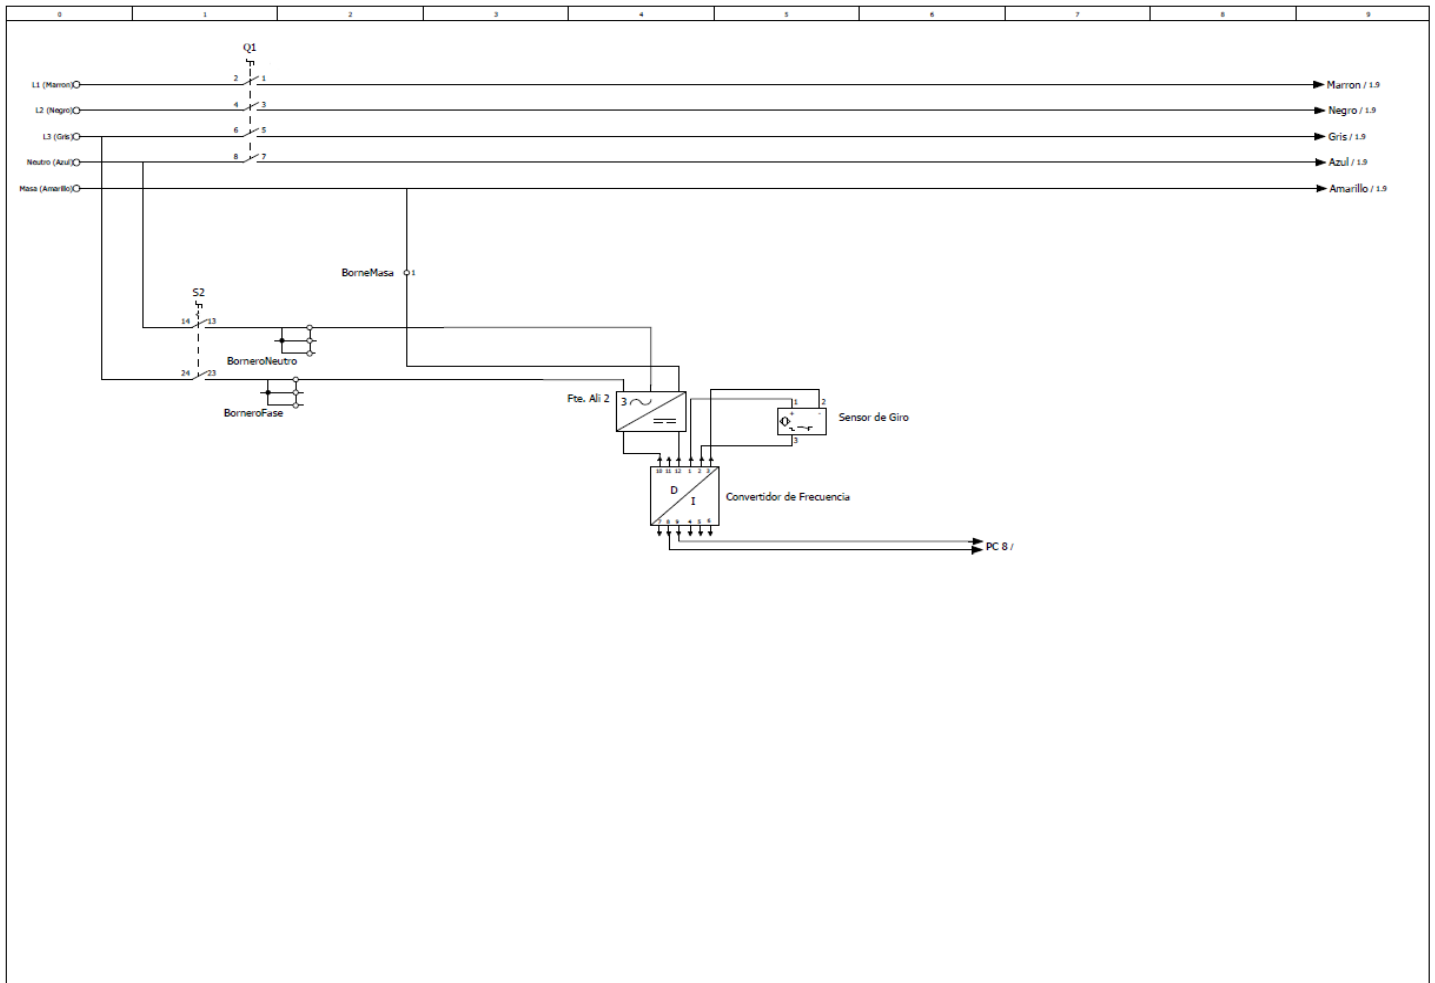 0 1 2 3 4 5 6 7 8 9
Q1
L1 (Marron) 2 1 Marron / 1.9
L2 (Negro) 4 3 Negro / 1.9
L3 (Gris) 6 5 Gris / 1.9
Neutro (Azul) 8 7 Azul / 1.9
Masa (Amarillo) Amarillo / 1.9
BorneMasa 1
S2
14 13
BorneroNeutro
24 23
BorneroFase
Fte. Ali 2 3
1 2
+ -
Sensor de Giro
3
10 11 12 1 2 3
D
I
Convertidor de Frecuencia
7 8 9 4 5 6
PC 8 /